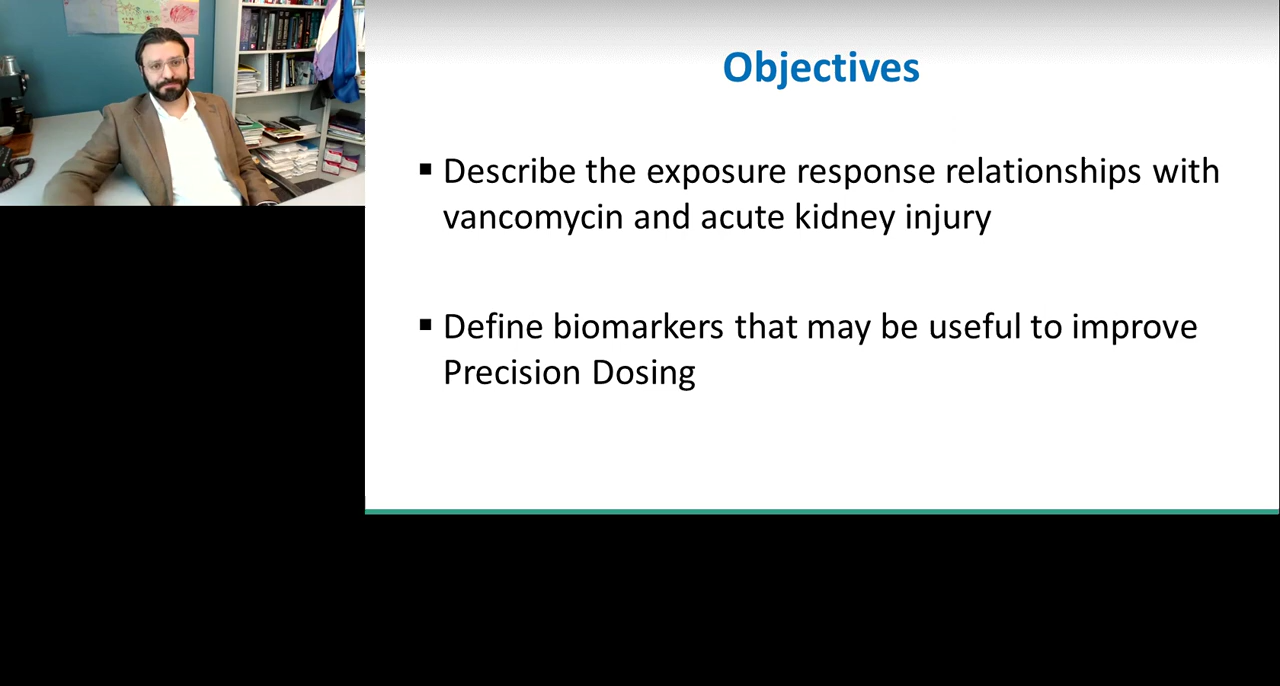 Objectives
▪ Describe the exposure response relationships with
vancomycin and acute kidney injury
▪ Define biomarkers that may be useful to improve
Precision Dosing